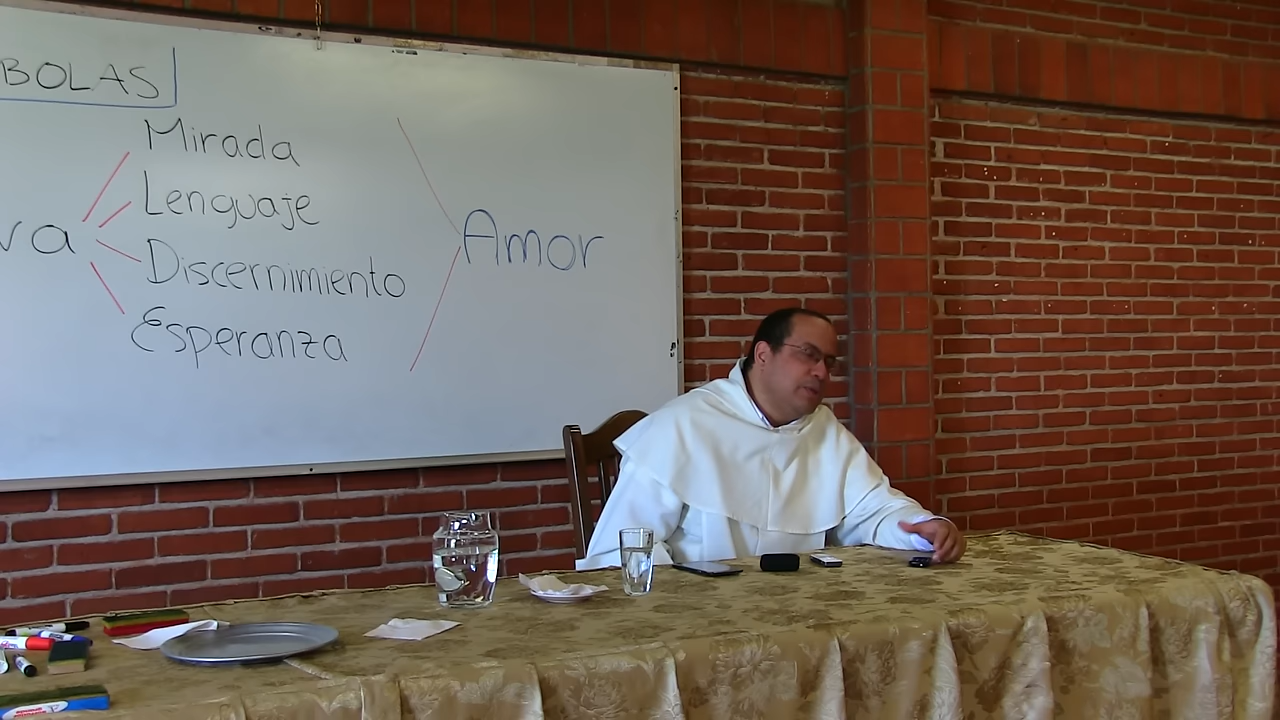 BOLAS
Mirada
Lenguaje
va
Amor
Discernimiento
Esperanza